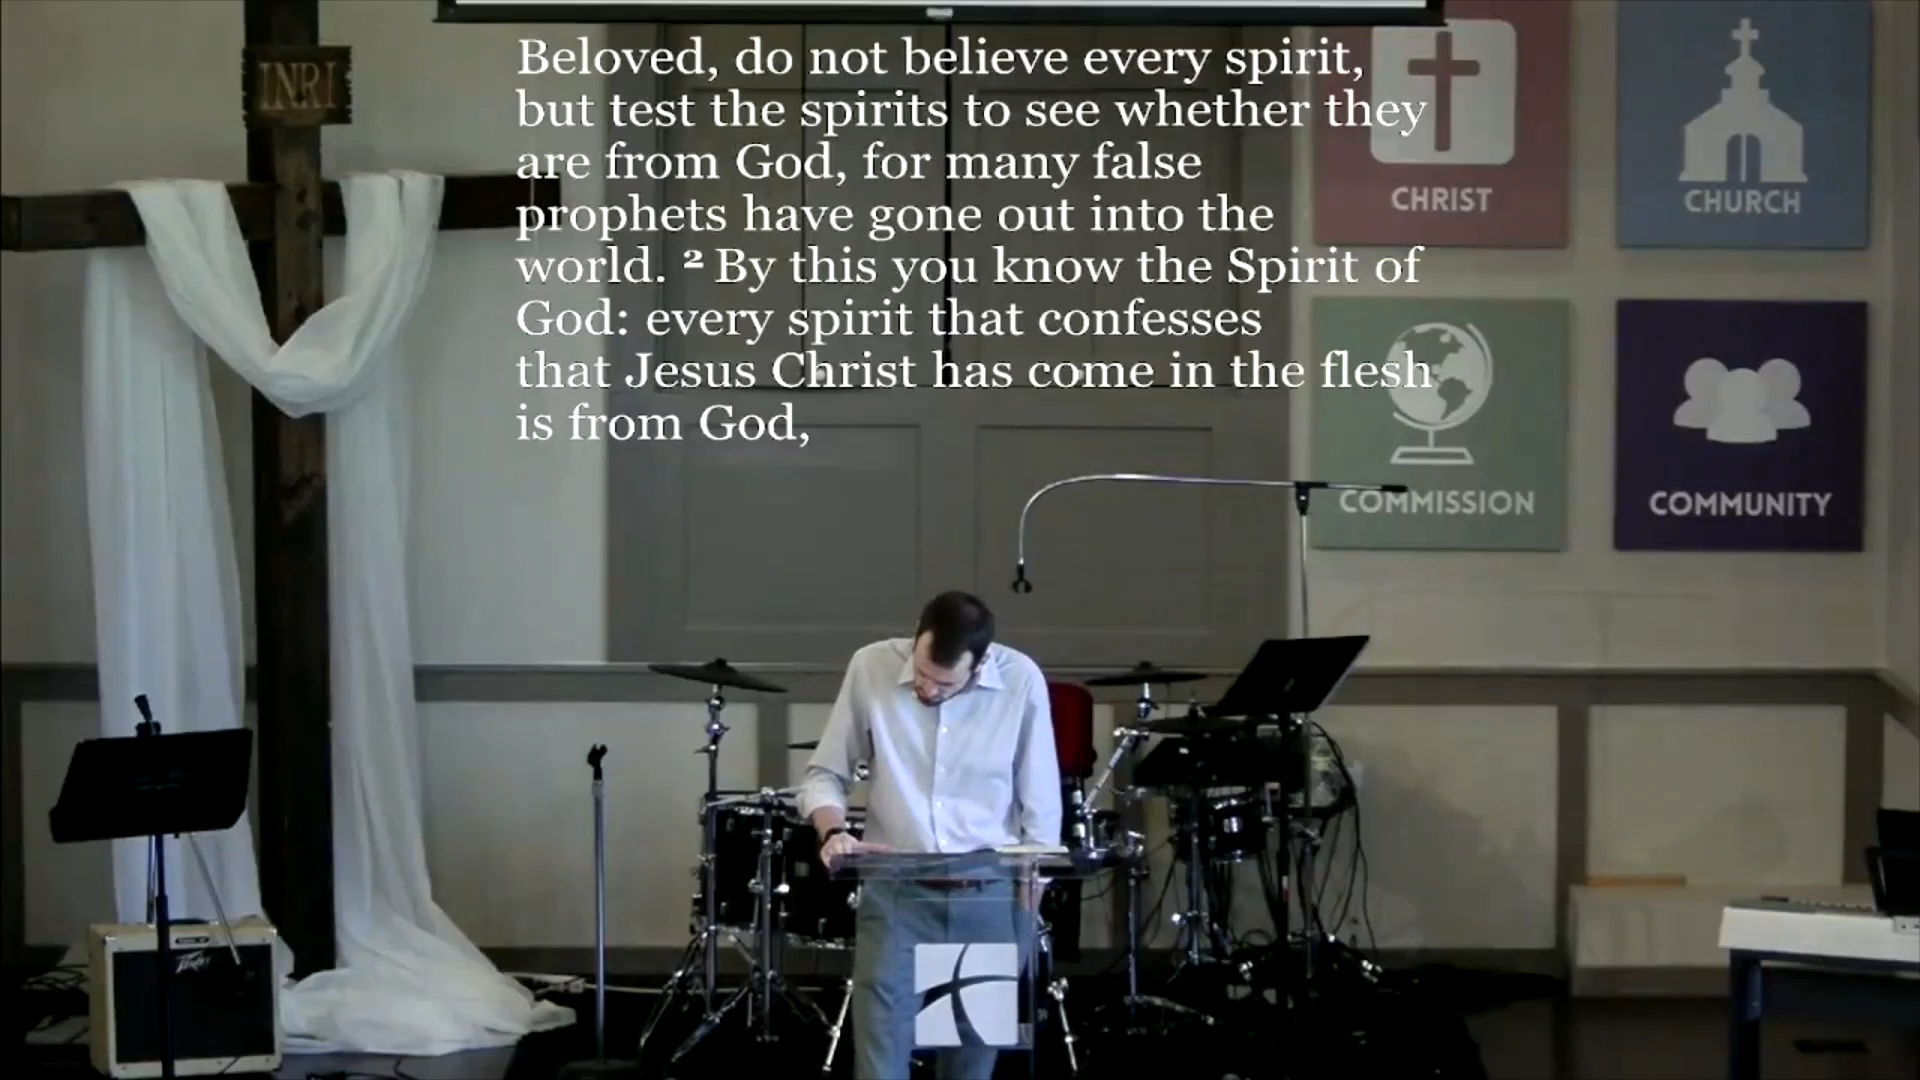 INRI
Beloved, do not believe every spirit,
but test the spirits to see whether they
are from God, for many false
prophets have gone out into the
world. ² By this you know the Spirit of
God: every spirit that confesses
that Jesus Christ has come in the flesh
is from God,
CHRIST
CHURCH
COMMISSION
COMMUNITY
Peavey